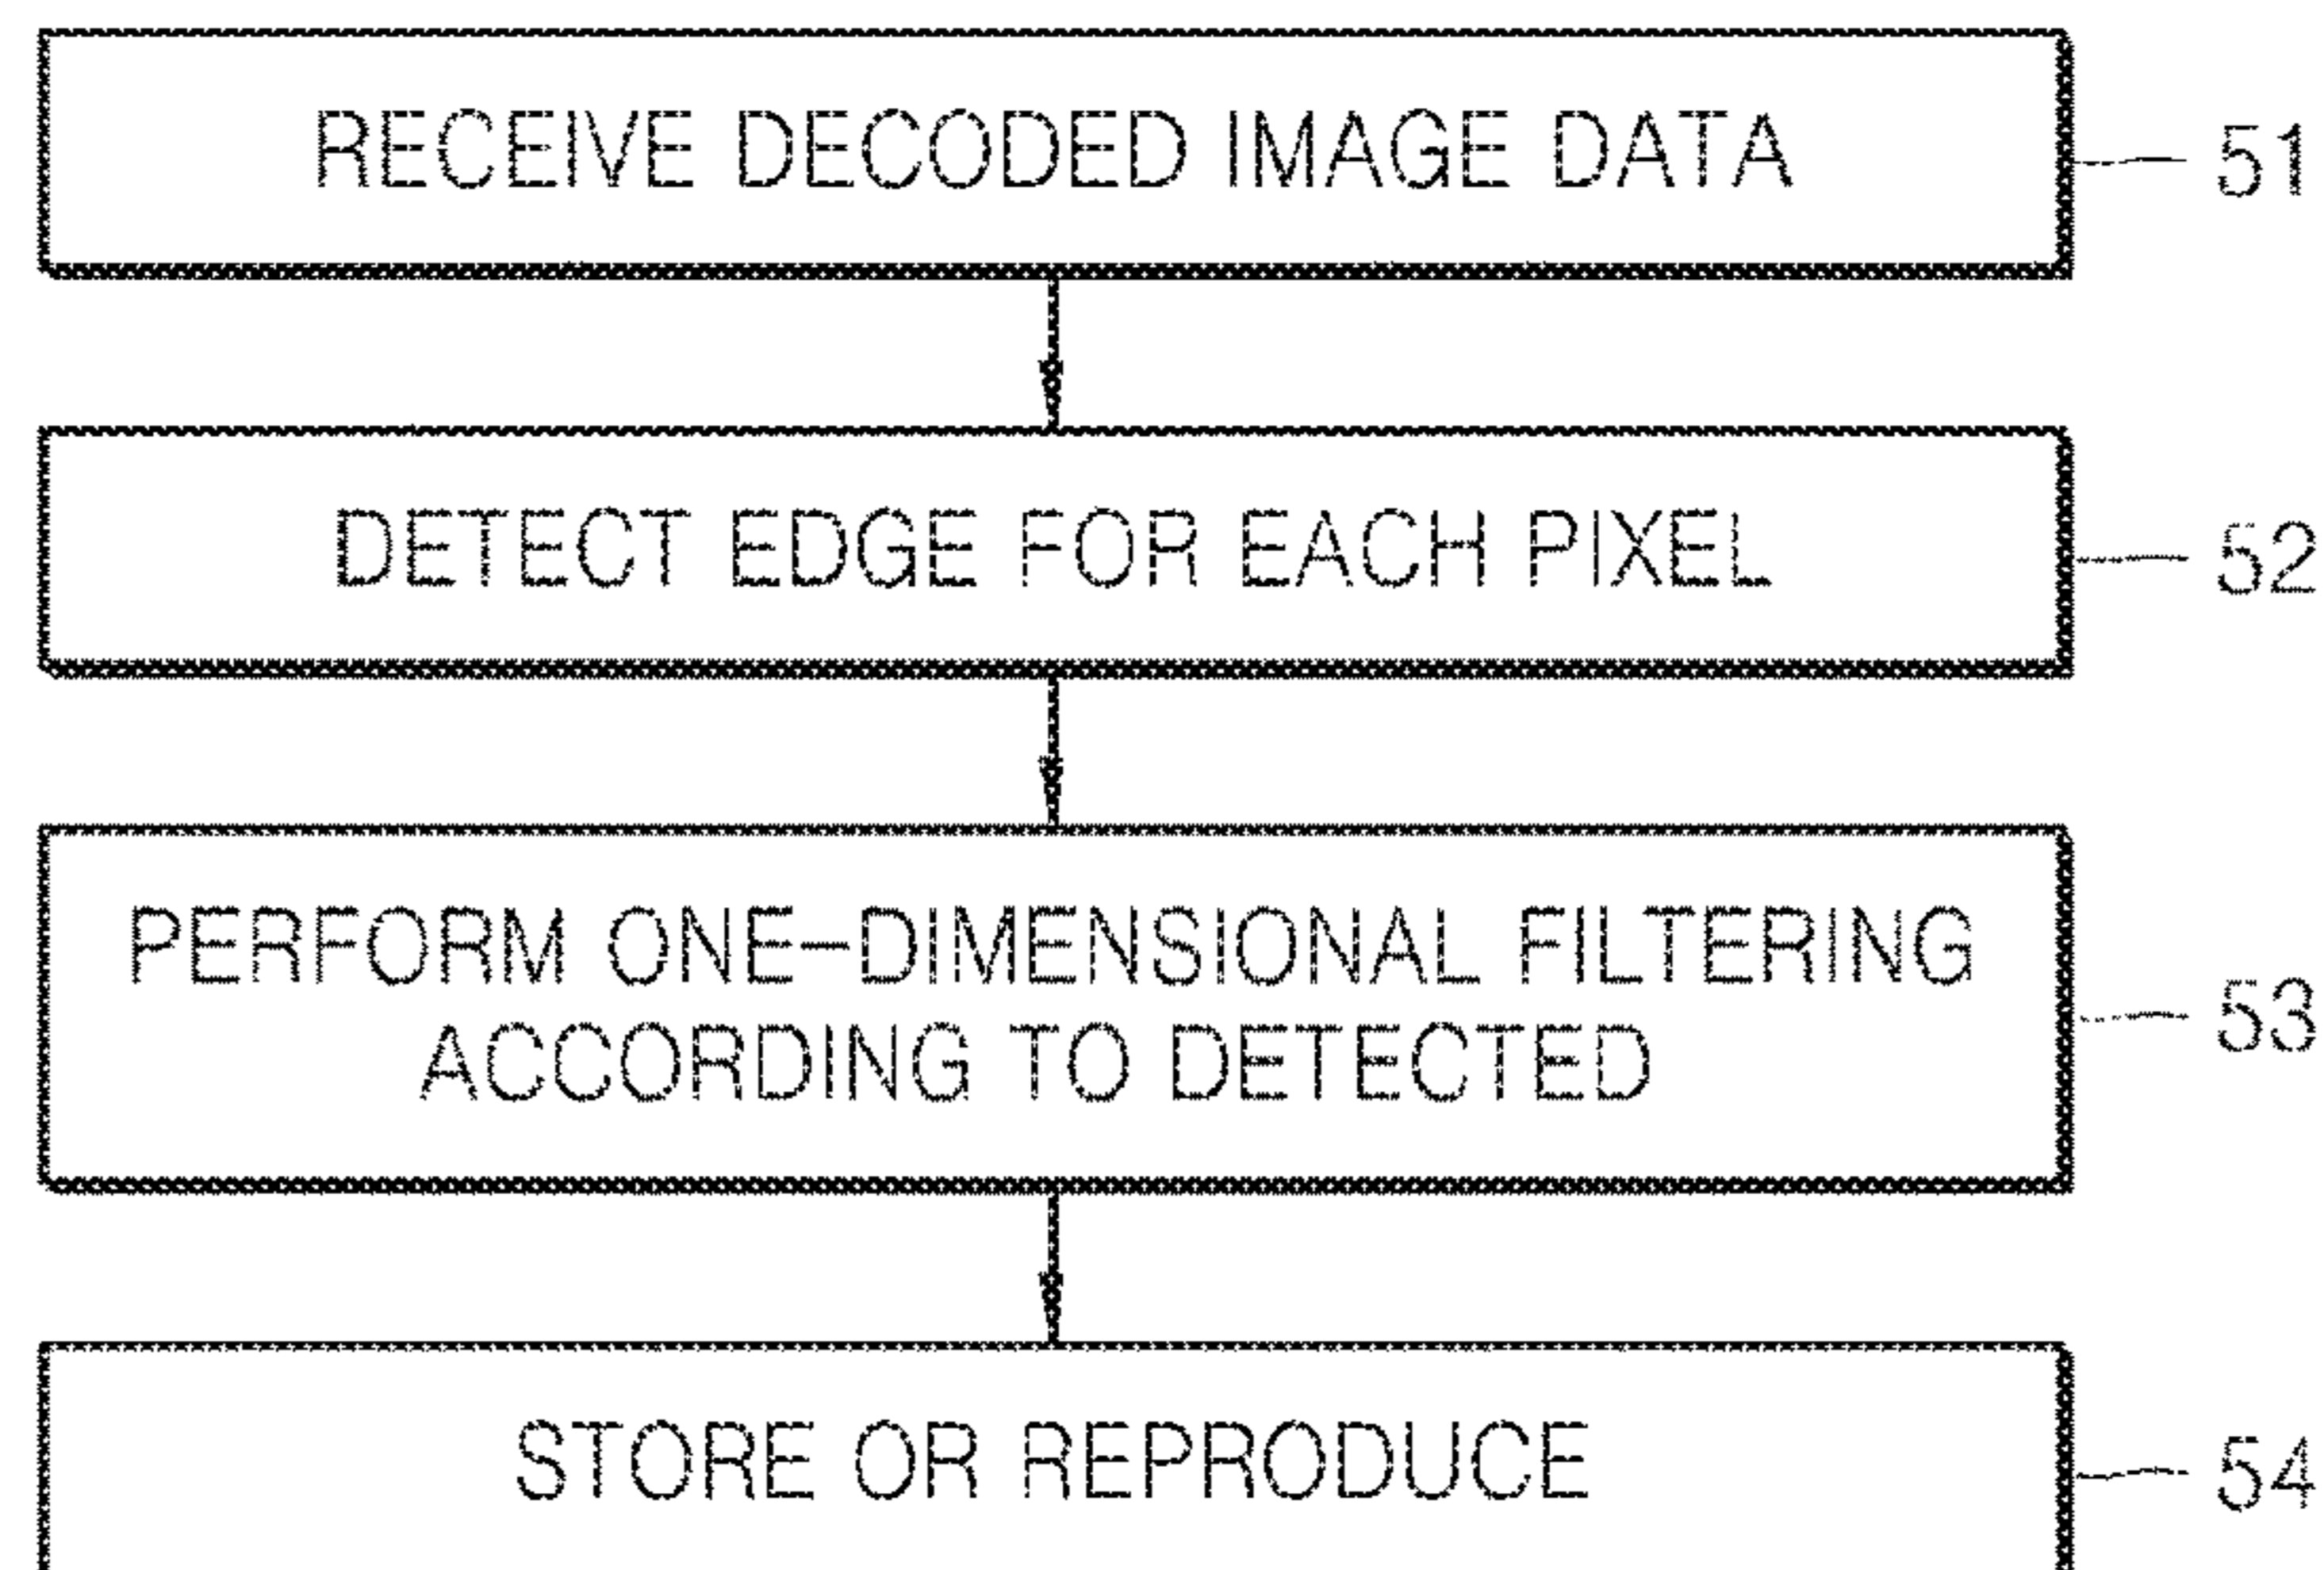 RECEIVE DECODED IMAGE DATA
51
DETECT EDGE FOR EACH PIXEL
52
PERFORM ONE-DIMENSIONAL FILTERING
ACCORDING TO DETECTED
53
STORE OR REPRODUCE
54